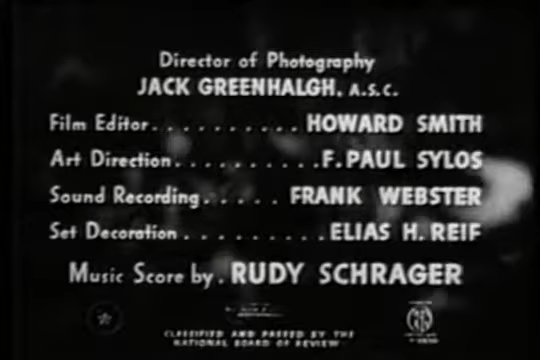 Director of Photography
JACK GREENHALGH, A.S.C.
Film Editor.......... HOWARD SMITH
Art Direction..........F. PAUL SYLOS
Sound Recording...... FRANK WEBSTER
Set Decoration..........ELIAS H. REIF
Music Score by. RUDY SCHRAGER
CLASSIFIED AND PASSED BY THE
NATIONAL BOARD OF REVIEW